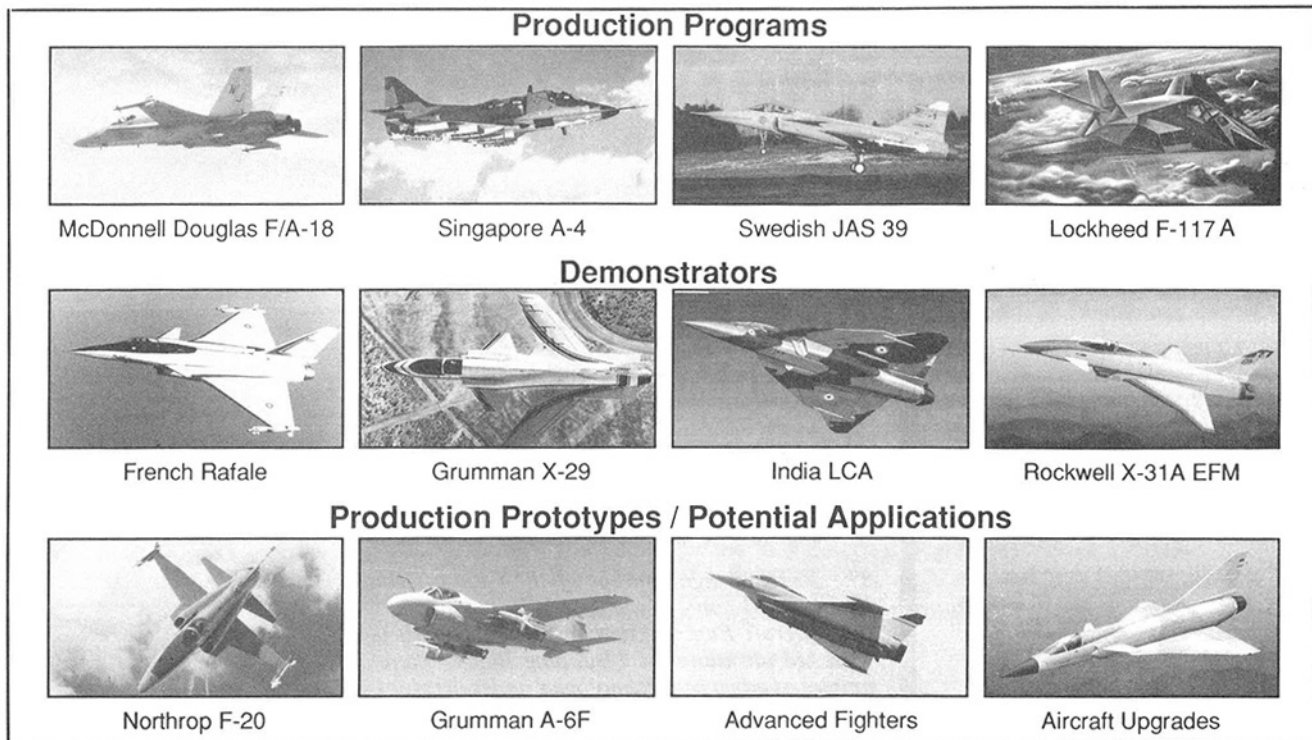 Production Programs
McDonnell Douglas F/A-18
Singapore A-4
Swedish JAS 39
Lockheed F-117A
Demonstrators
French Rafale
Grumman X-29
India LCA
Rockwell X-31A EFM
Production Prototypes / Potential Applications
Northrop F-20
Grumman A-6F
Advanced Fighters
Aircraft Upgrades